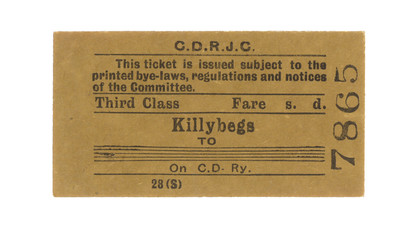 C.D.R.J.C.
This ticket is issued subject to the
printed bye-laws, regulations and notices
of the Committee.
Third Class Fare s. d.
Killybegs
TO
On C.D. Ry.
28 (S)
7865